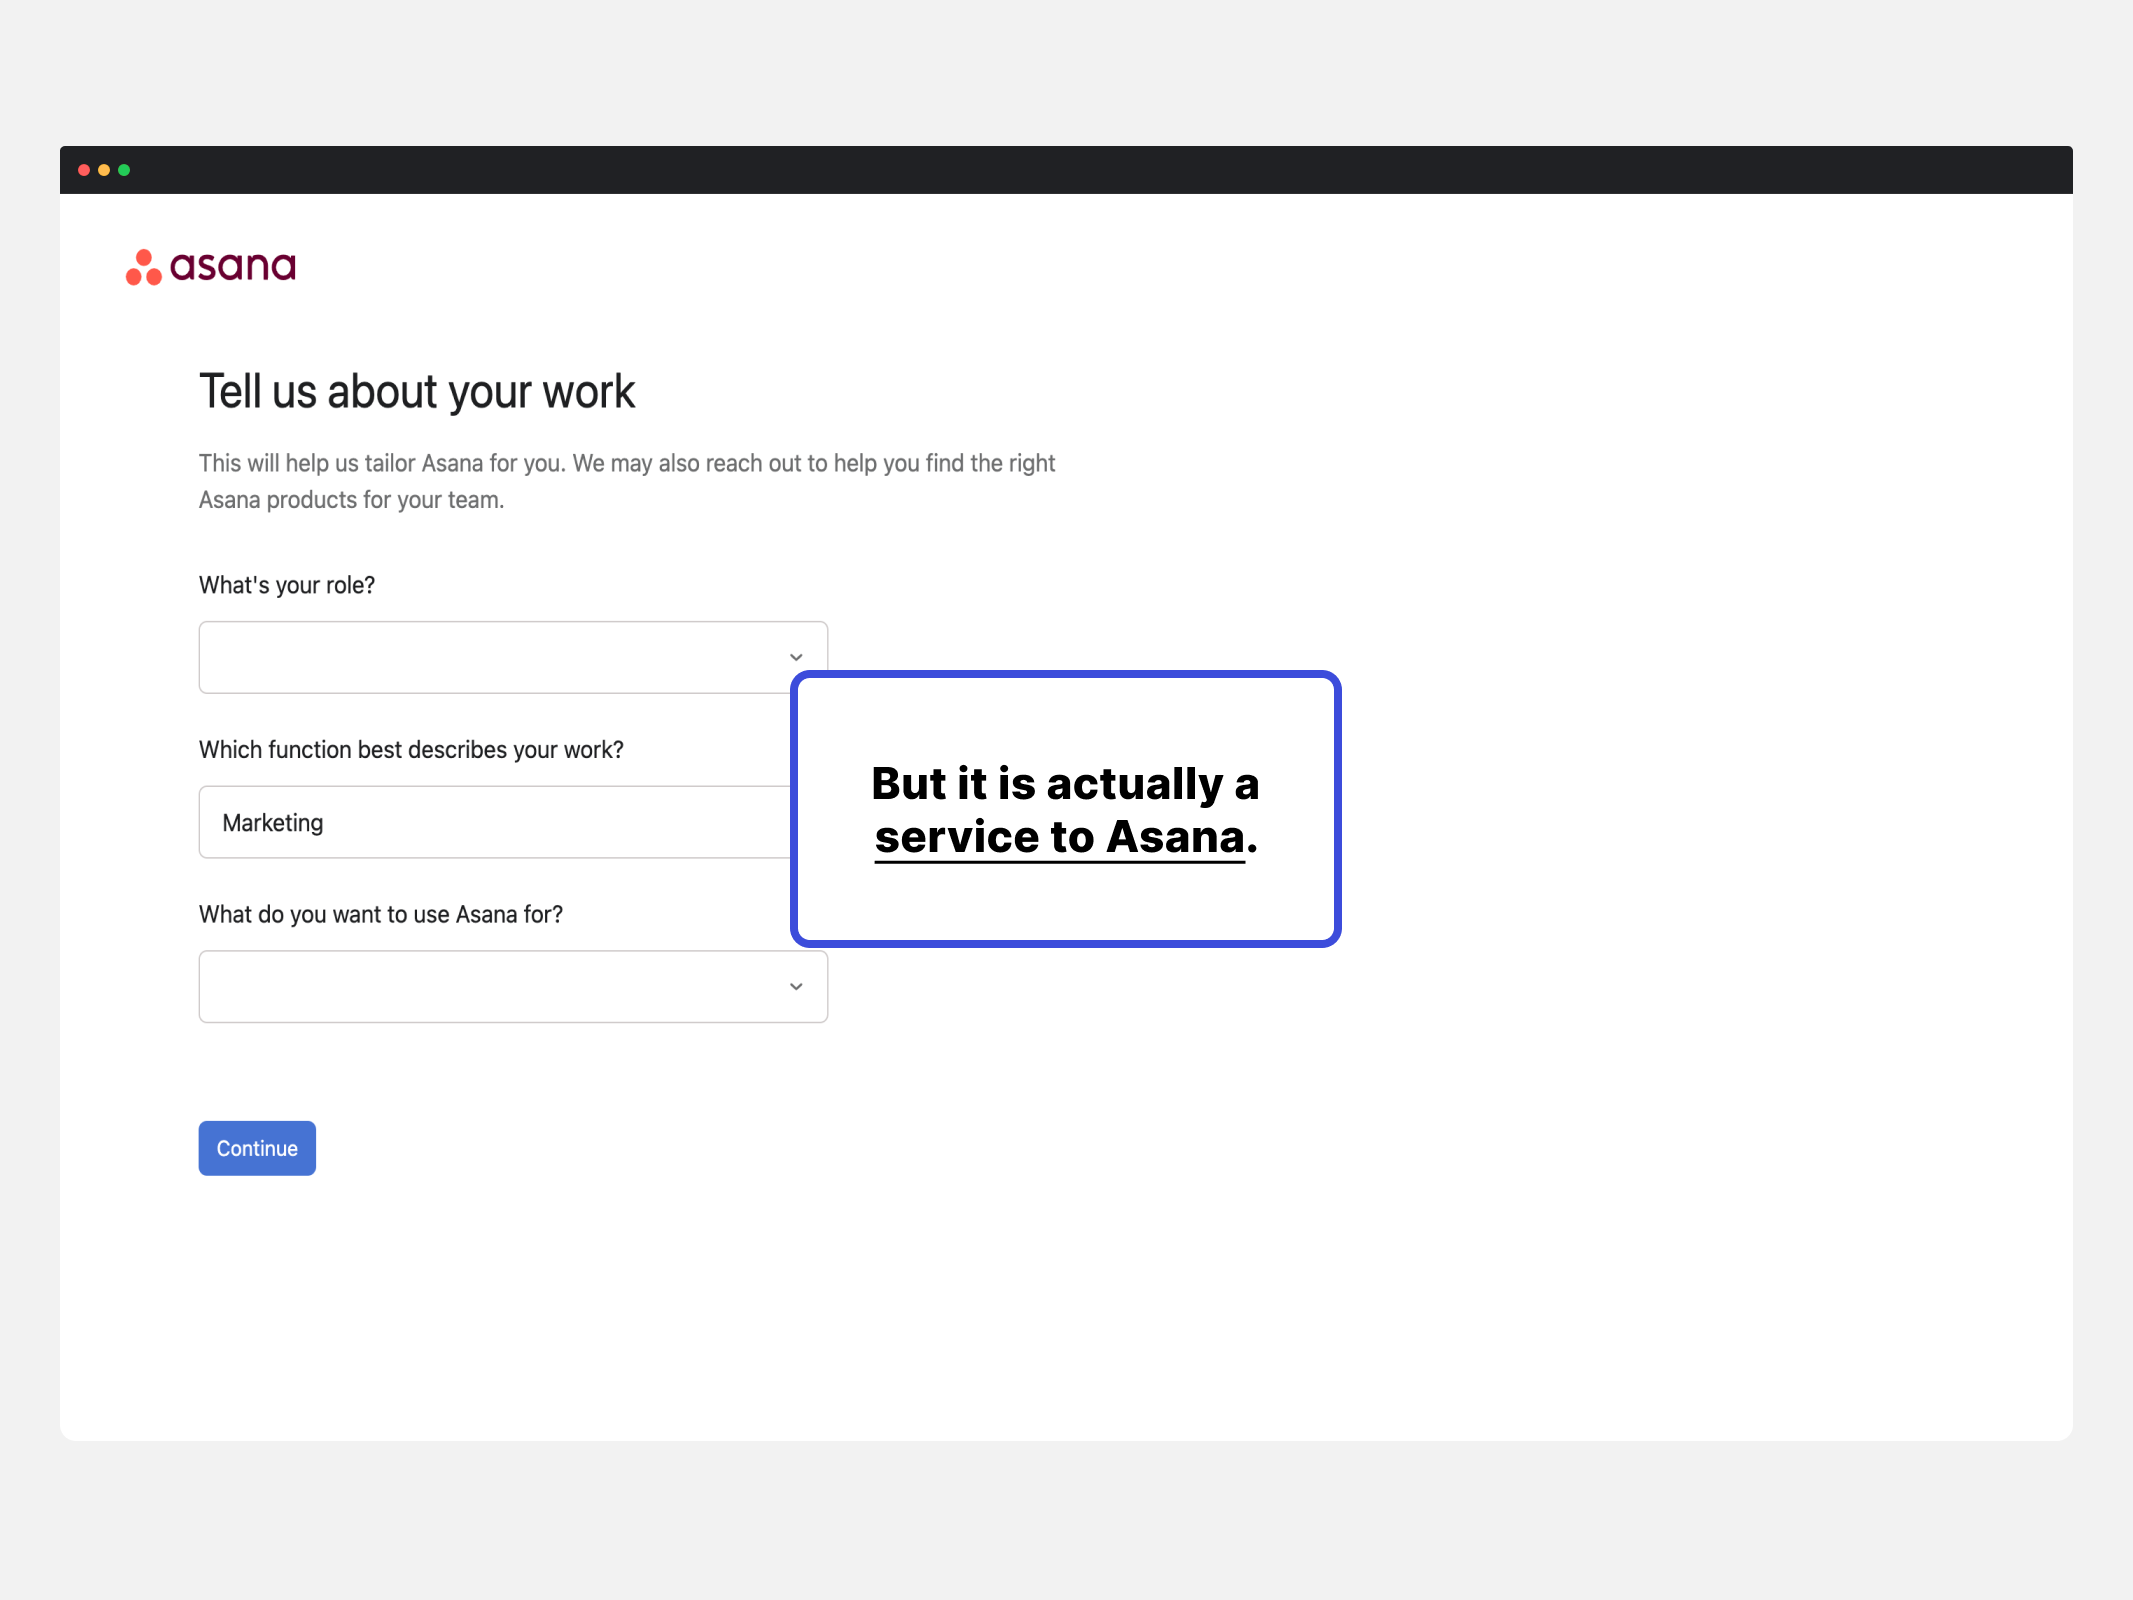 asana
Tell us about your work
This will help us tailor Asana for you. We may also reach out to help you find the right
Asana products for your team.
What's your role?
Which function best describes your work?
Marketing
What do you want to use Asana for?
Continue
But it is actually a
service to Asana.